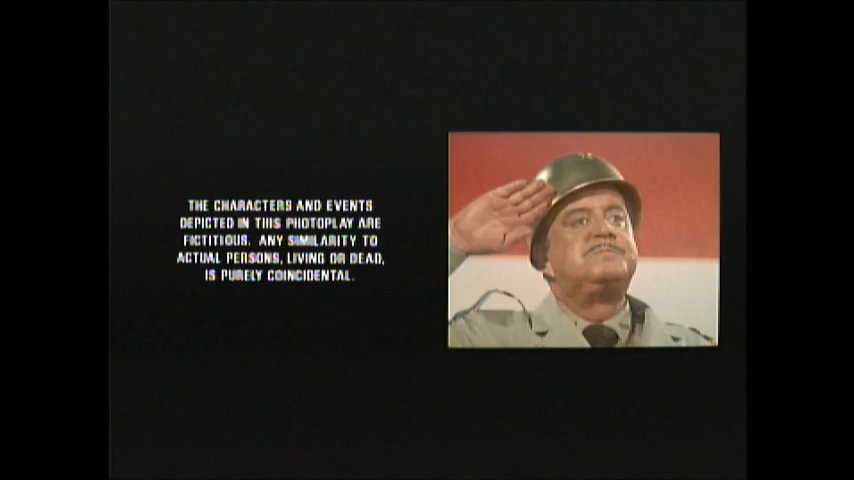 THE CHARACTERS AND EVENTS
DEPICTED IN THIS PHOTOPLAY ARE
FICTITIOUS. ANY SIMILARITY TO
ACTUAL PERSONS, LIVING OR DEAD,
IS PURELY COINCIDENTAL.